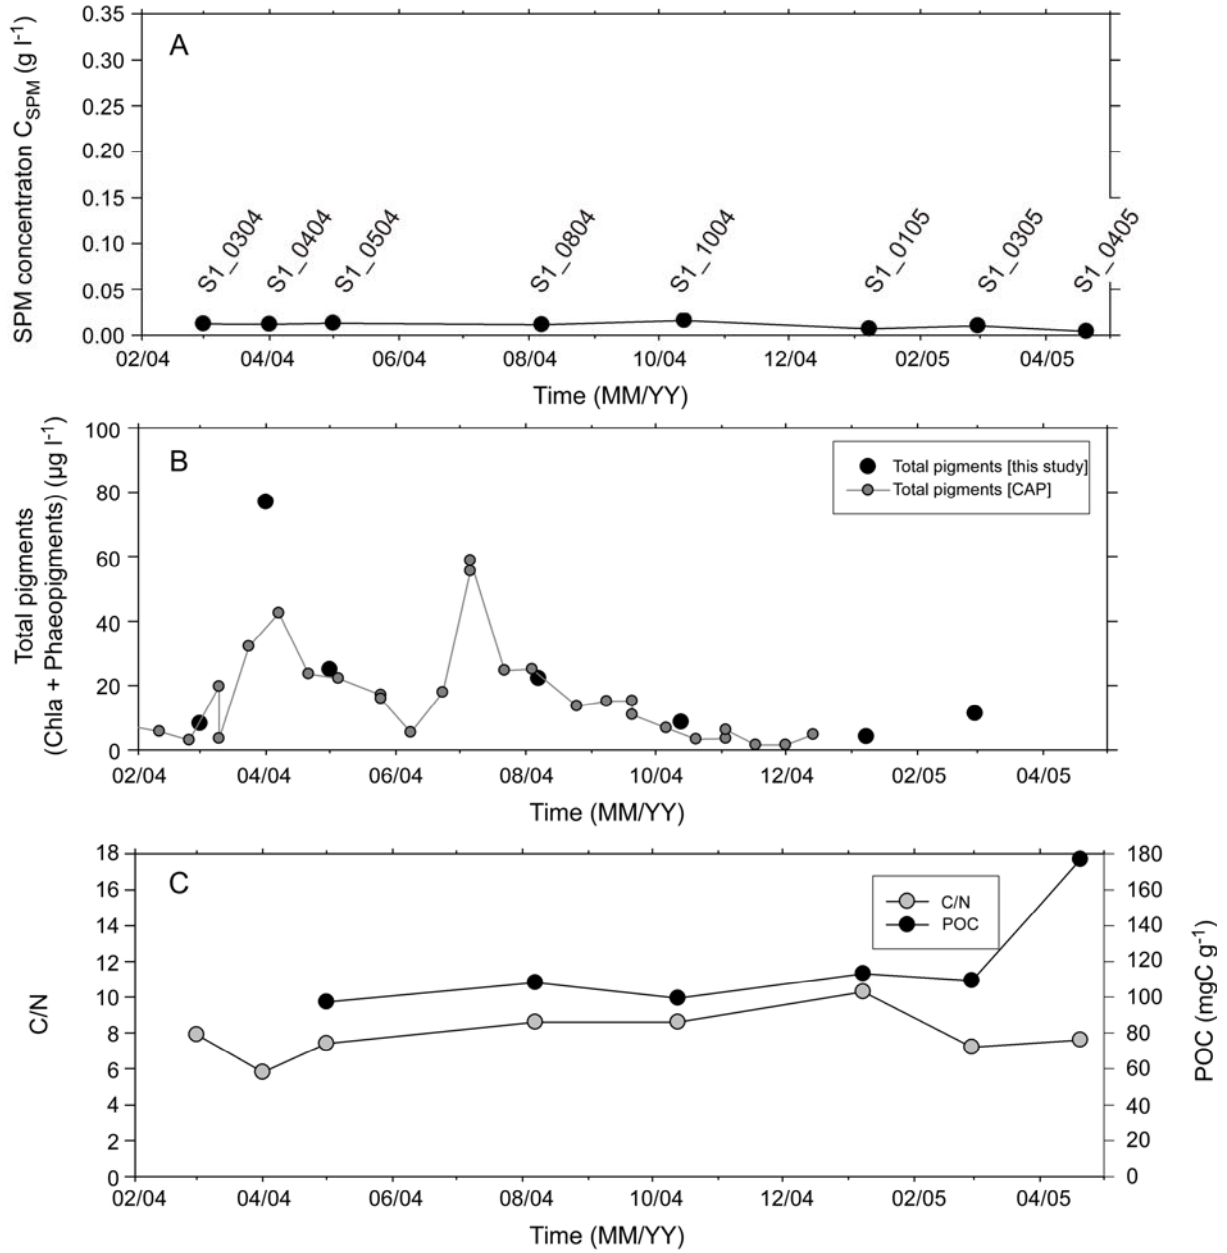 A
SPM concentraton C_SPM (g l⁻¹)
0.35
0.30
0.25
0.20
0.15
0.10
0.05
0.00
S1_0304
S1_0404
S1_0504
S1_0804
S1_1004
S1_0105
S1_0305
S1_0405
02/04 04/04 06/04 08/04 10/04 12/04 02/05 04/05
Time (MM/YY)
B
Total pigments
(Chla + Phaeopigments) (µg l⁻¹)
100
80
60
40
20
0
Total pigments [this study]
Total pigments [CAP]
02/04 04/04 06/04 08/04 10/04 12/04 02/05 04/05
Time (MM/YY)
C
C/N
18
16
14
12
10
8
6
4
2
0
C/N
POC
180
160
140
120
100
80
60
40
20
0
POC (mgC g⁻¹)
02/04 04/04 06/04 08/04 10/04 12/04 02/05 04/05
Time (MM/YY)